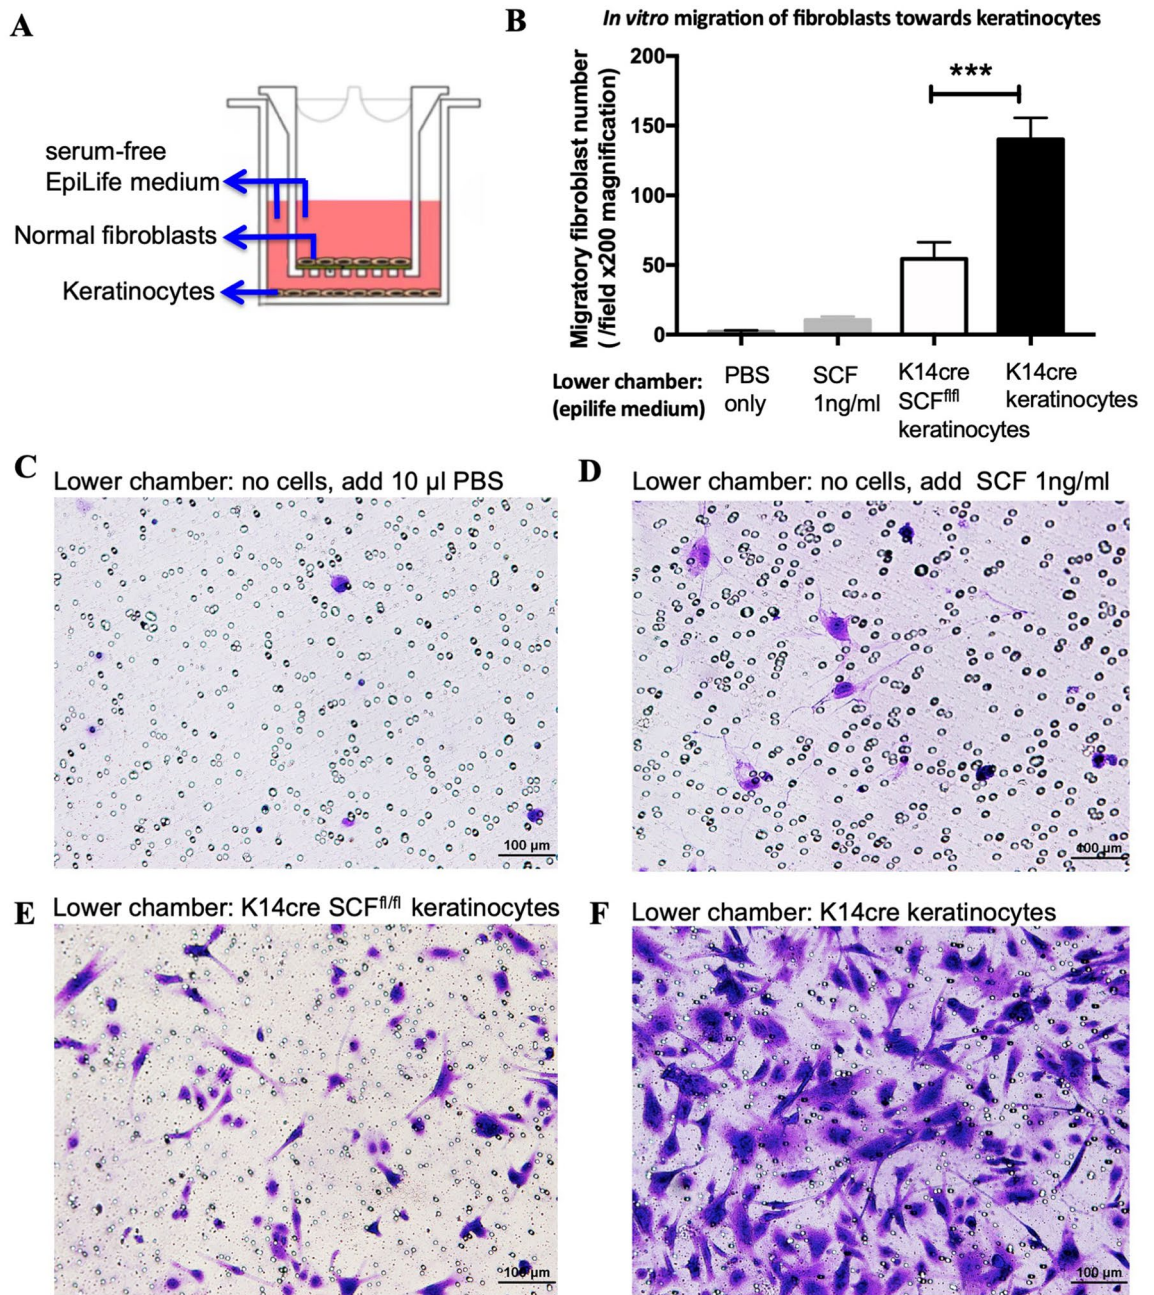 A
serum-free
EpiLife medium
Normal fibroblasts
Keratinocytes
B
In vitro migration of fibroblasts towards keratinocytes
Migratory fibroblast number
( /field x200 magnification)
200
150
100
50
0
***
Lower chamber:
(epilife medium)
PBS
only
SCF
1ng/ml
K14cre
SCFflfl
keratinocytes
K14cre
keratinocytes
C
Lower chamber: no cells, add 10 µl PBS
100 µm
D
Lower chamber: no cells, add SCF 1ng/ml
100 µm
E
Lower chamber: K14cre SCFfl/fl keratinocytes
100 µm
F
Lower chamber: K14cre keratinocytes
100 µm